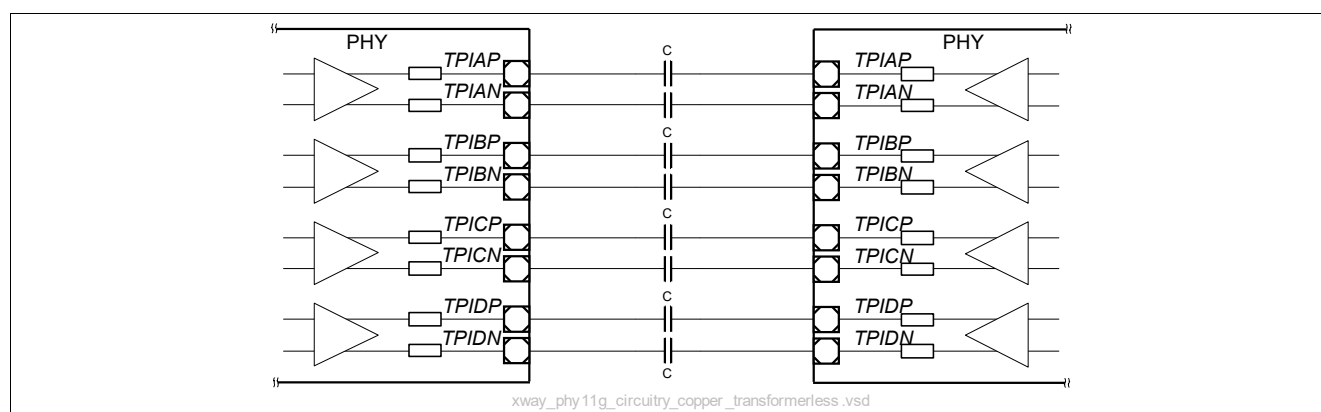 PHY PHY
C
TPIAP TPIAP
TPIAN TPIAN
C
TPIBP TPIBP
TPIBN TPIBN
C
TPICP TPICP
TPICN TPICN
C
TPIDP TPIDP
TPIDN TPIDN
C
xway_phy11g_circuitry_copper_transformerless.vsd